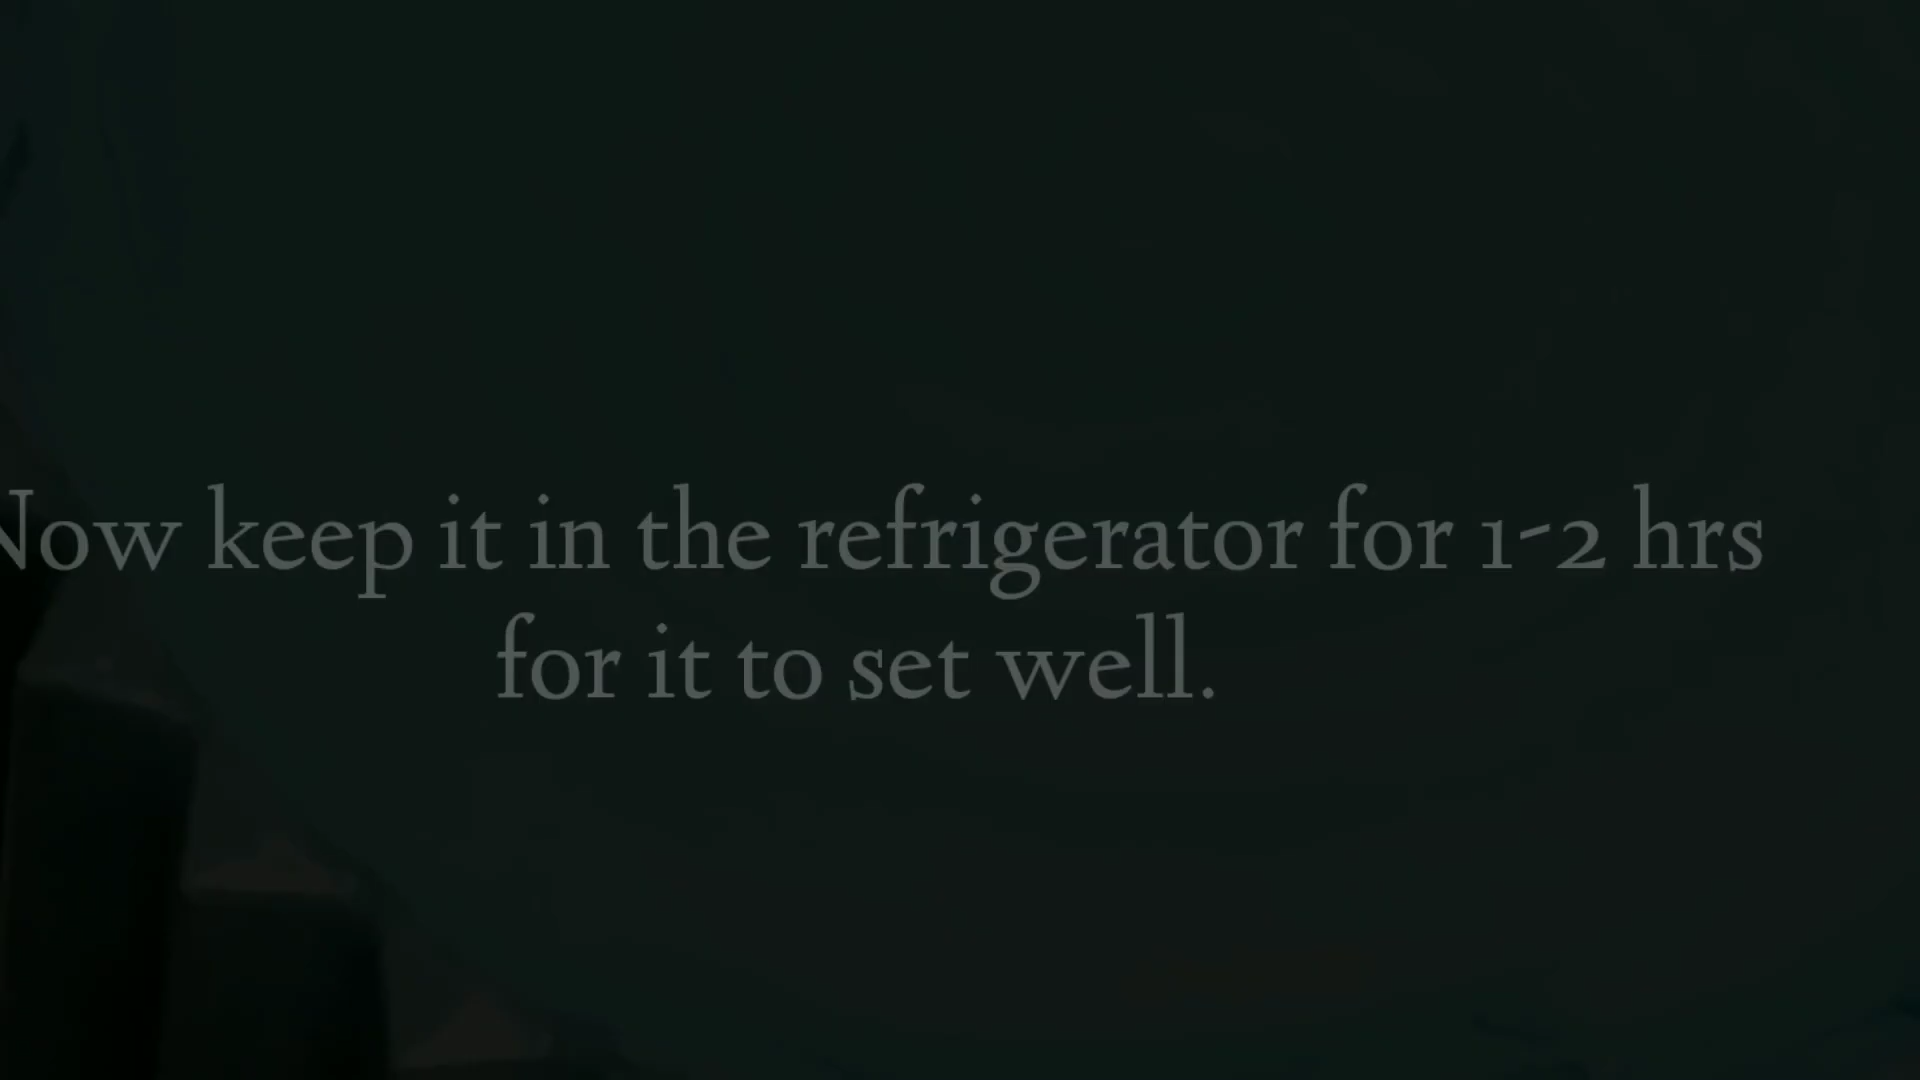 Now keep it in the refrigerator for 1-2 hrs
for it to set well.